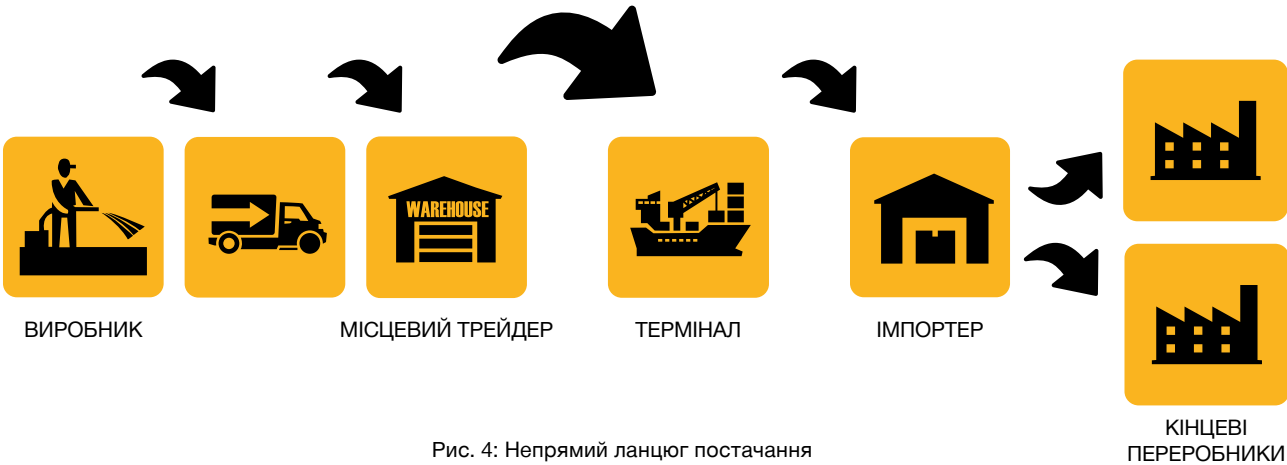 WAREHOUSE
ВИРОБНИК
МІСЦЕВИЙ ТРЕЙДЕР
ТЕРМІНАЛ
ІМПОРТЕР
КІНЦЕВІ
ПЕРЕРОБНИКИ
Рис. 4: Непрямий ланцюг постачання